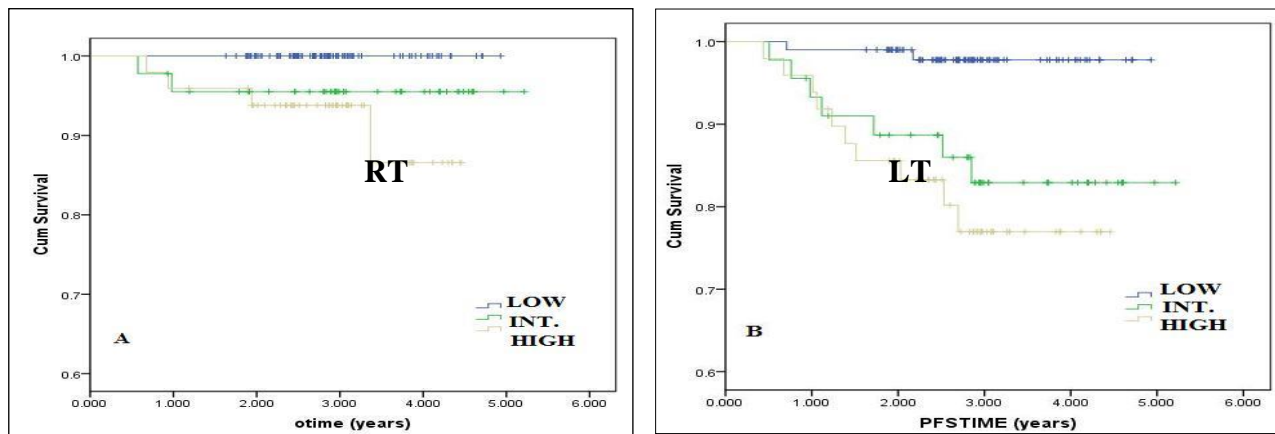 1.0
0.9
0.8
0.7
0.6
Cum Survival
RT
LOW
INT.
HIGH
A
0.000 1.000 2.000 3.000 4.000 5.000 6.000
otime (years)
1.0
0.9
0.8
0.7
0.6
Cum Survival
LT
LOW
INT.
HIGH
B
0.000 1.000 2.000 3.000 4.000 5.000 6.000
PFSTIME (years)